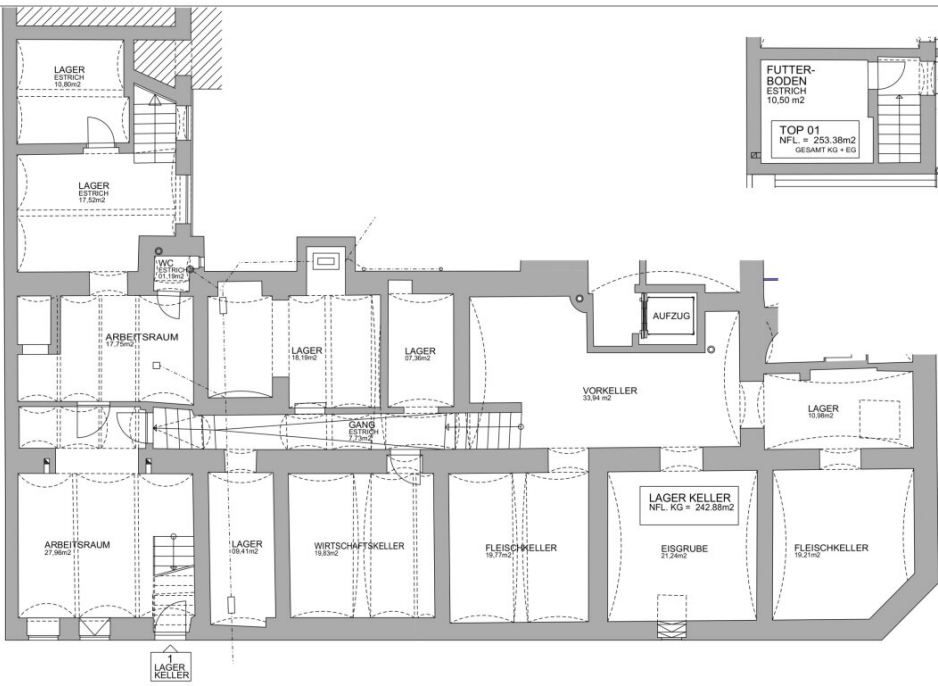 LAGER
ESTRICH
10,80m2
FUTTER-
BODEN
ESTRICH
10,50 m2
TOP 01
NFL. = 253.38m2
GESAMT KG + EG
LAGER
ESTRICH
17,52m2
WC
ESTRICH
01,19m2
AUFZUG
ARBEITSRAUM
17,75m2
LAGER
18,19m2
LAGER
07,36m2
VORKELLER
33,94 m2
LAGER
10,98m2
GANG
ESTRICH
7,73m2
LAGER KELLER
NFL. KG = 242.88m2
ARBEITSRAUM
27,96m2
LAGER
09,41m2
WIRTSCHAFTSKELLER
19,63m2
FLEISCHKELLER
19,77m2
EISGRUBE
21,24m2
FLEISCHKELLER
19,21m2
1
LAGER
KELLER